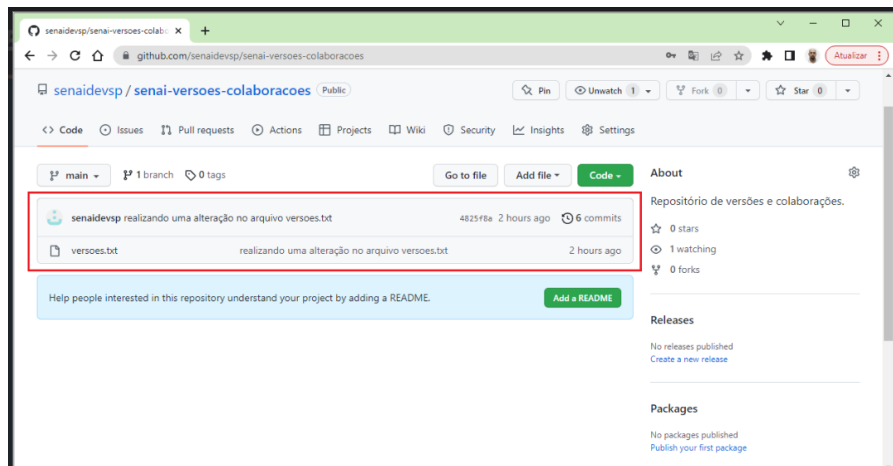 senaidevsp/senai-versoes-colabo
github.com/senaidevsp/senai-versoes-colaboracoes
Atualizar
senaidevsp / senai-versoes-colaboracoes Public
Pin Unwatch 1 Fork 0 Star 0
Code Issues Pull requests Actions Projects Wiki Security Insights Settings
main 1 branch 0 tags Go to file Add file Code
senaidevsp realizando uma alteração no arquivo versoes.txt 4825f8a 2 hours ago 6 commits
versoes.txt realizando uma alteração no arquivo versoes.txt 2 hours ago
Help people interested in this repository understand your project by adding a README. Add a README
About
Repositório de versões e colaborações.
0 stars
1 watching
0 forks
Releases
No releases published
Create a new release
Packages
No packages published
Publish your first package